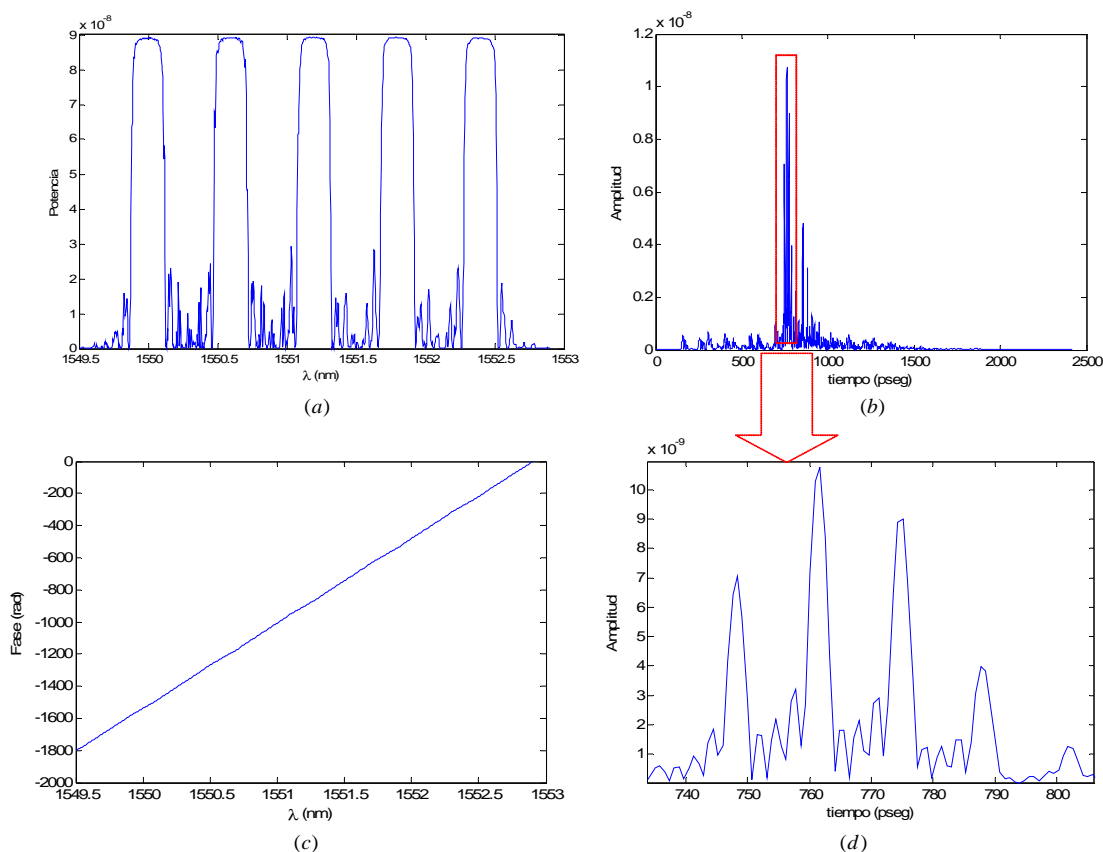 x 10⁻⁸
9
8
7
6
5
4
3
2
1
0
Potencia
1549.5 1550 1550.5 1551 1551.5 1552 1552.5 1553
λ (nm)
(a)
x 10⁻⁸
1.2
1
0.8
0.6
0.4
0.2
0
Amplitud
0 500 1000 1500 2000 2500
tiempo (pseg)
(b)
0
-200
-400
-600
-800
-1000
-1200
-1400
-1600
-1800
-2000
Fase (rad)
1549.5 1550 1550.5 1551 1551.5 1552 1552.5 1553
λ (nm)
(c)
x 10⁻⁹
10
9
8
7
6
5
4
3
2
1
Amplitud
740 750 760 770 780 790 800
tiempo (pseg)
(d)